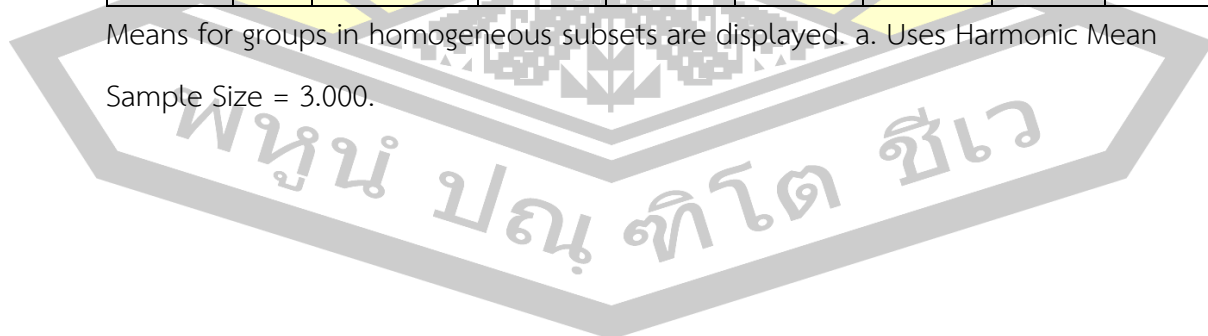 Means for groups in homogeneous subsets are displayed. a. Uses Harmonic Mean
Sample Size = 3.000.
พหูนํ ปณฺฑิโต ชีเว